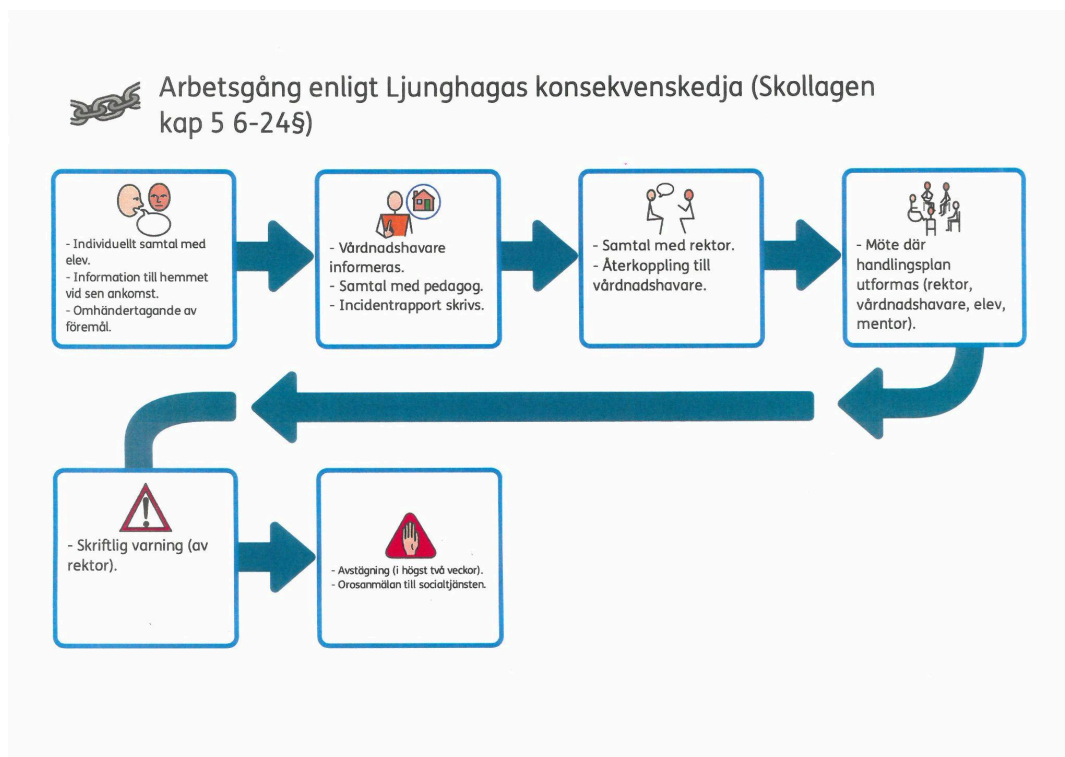 Arbetsgång enligt Ljunghagas konsekvenskedja (Skollagen
kap 5 6-24§)
- Individuellt samtal med
elev.
- Information till hemmet
vid sen ankomst.
- Omhändertagande av
föremål.
- Vårdnadshavare
informeras.
- Samtal med pedagog.
- Incidentrapport skrivs.
- Samtal med rektor.
- Återkoppling till
vårdnadshavare.
- Möte där
handlingsplan
utformas (rektor,
vårdnadshavare, elev,
mentor).
- Skriftlig varning (av
rektor).
- Avstägning (i högst två veckor).
- Orosanmälan till socialtjänsten.